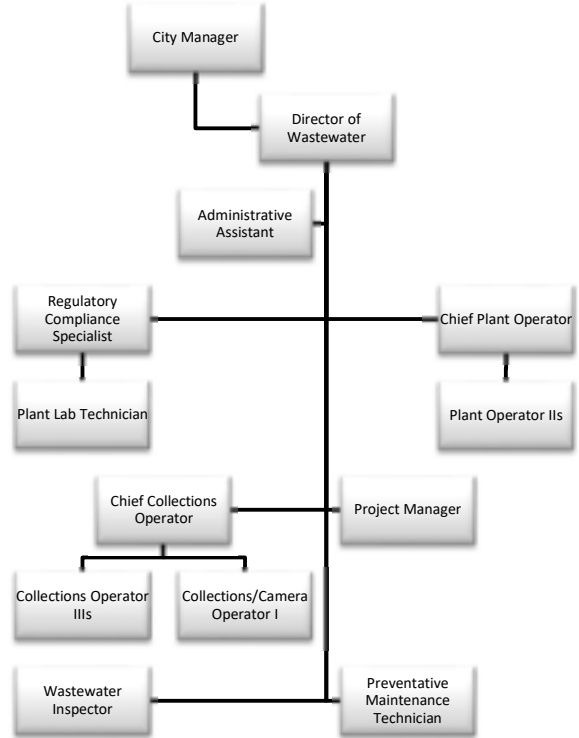 City Manager
Director of
Wastewater
Administrative
Assistant
Regulatory
Compliance
Specialist
Chief Plant Operator
Plant Lab Technician
Plant Operator IIs
Chief Collections
Operator
Project Manager
Collections Operator
IIIs
Collections/Camera
Operator I
Wastewater
Inspector
Preventative
Maintenance
Technician